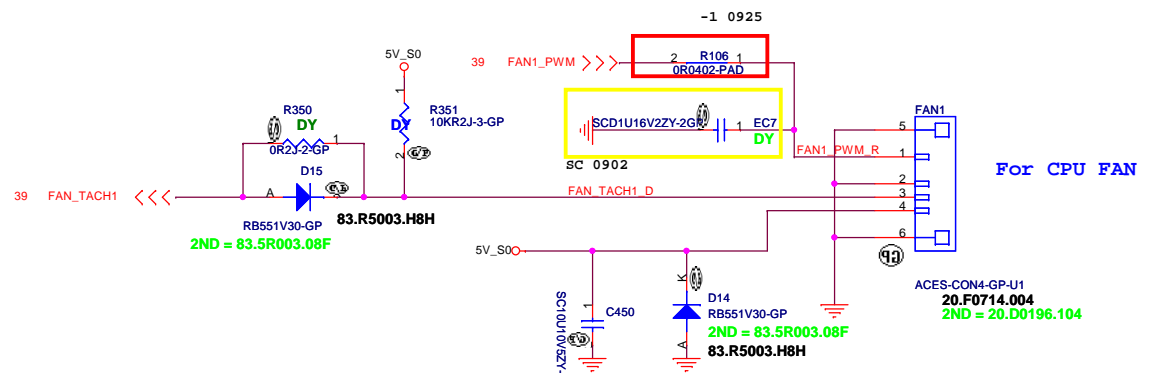 -1 0925
5V_S0
39 FAN1_PWM
2 R106 1
0R0402-PAD
R350
DY
1
0R2J-2-GP
1
R351
DY 10KR2J-3-GP
2
SCD1U16V2ZY-2GP
1 EC7
DY
SC 0902
FAN1
5
FAN1_PWM_R 1
2
3
4
6
For CPU FAN
39 FAN_TACH1
D15
A
RB551V30-GP
83.R5003.H8H
2ND = 83.5R003.08F
FAN_TACH1_D
5V_S0
1
C450
SC10U10V5ZY-
K
D14
RB551V30-GP
2ND = 83.5R003.08F
A
83.R5003.H8H
GP
ACES-CON4-GP-U1
20.F0714.004
2ND = 20.D0196.104